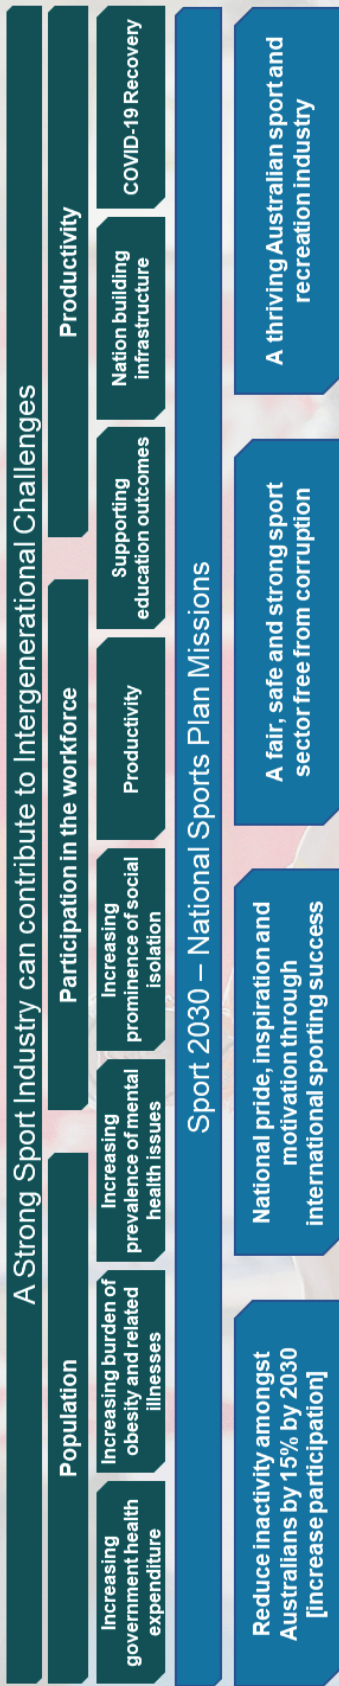 A Strong Sport Industry can contribute to Intergenerational Challenges
Population
Participation in the workforce
Productivity
Increasing
government health
expenditure
Increasing burden of
obesity and related
illnesses
Increasing
prevalence of mental
health issues
Increasing
prominence of social
isolation
Productivity
Supporting
education outcomes
Nation building
infrastructure
COVID-19 Recovery
Sport 2030 – National Sports Plan Missions
Reduce inactivity amongst
Australians by 15% by 2030
[increase participation]
National pride, inspiration and
motivation through
international sporting success
A fair, safe and strong sport
sector free from corruption
A thriving Australian sport and
recreation industry